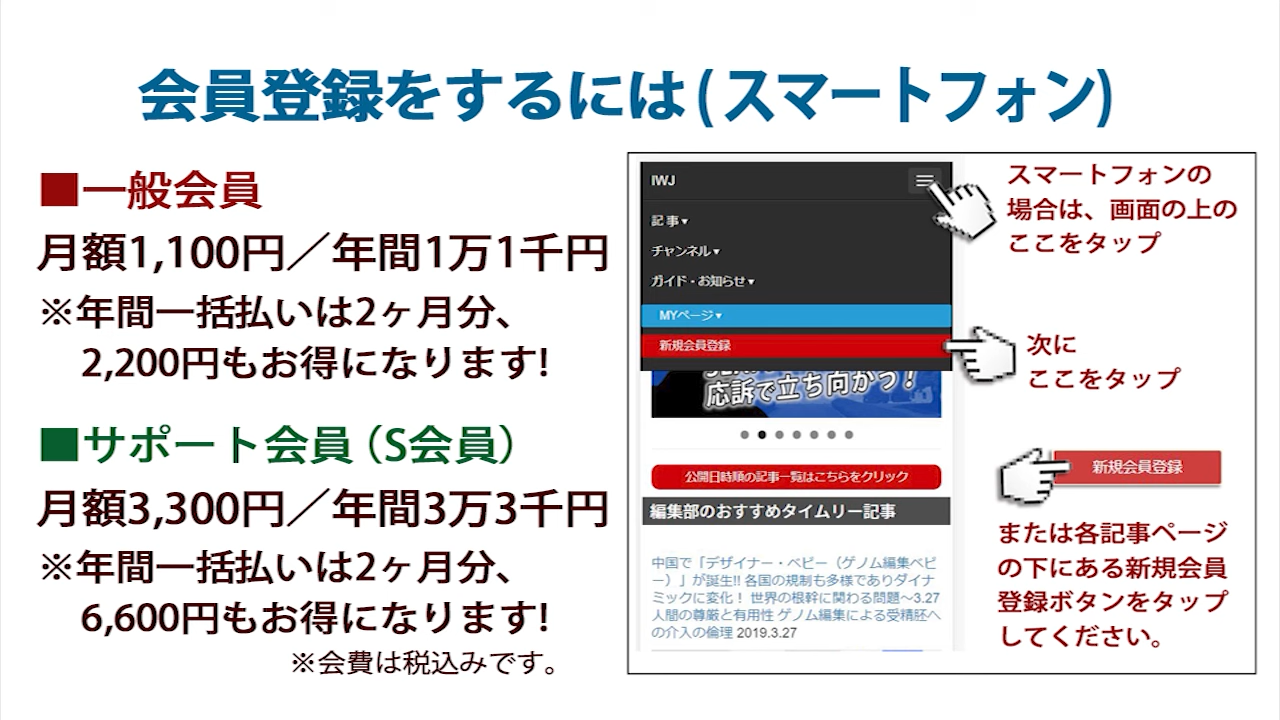 会員登録をするには(スマートフォン)
■一般会員
月額1,100円／年間1万1千円
※年間一括払いは2ヶ月分、
2,200円もお得になります!
■サポート会員（S会員）
月額3,300円／年間3万3千円
※年間一括払いは2ヶ月分、
6,600円もお得になります!
※会費は税込みです。
IWJ
記事▾
チャンネル▾
ガイド・お知らせ▾
MYページ▾
新規会員登録
応訴で立ち向かう！
公開日時順の記事一覧はこちらをクリック
編集部のおすすめタイムリー記事
中国で「デザイナー・ベビー（ゲノム編集ベビ
ー）」が誕生!! 各国の規制も多様でありダイナ
ミックに変化！ 世界の根幹に関わる問題～3.27
人間の尊厳と有用性 ゲノム編集による受精胚へ
の介入の倫理 2019.3.27
スマートフォンの
場合は、画面の上の
ここをタップ
次に
ここをタップ
新規会員登録
または各記事ページ
の下にある新規会員
登録ボタンをタップ
してください。